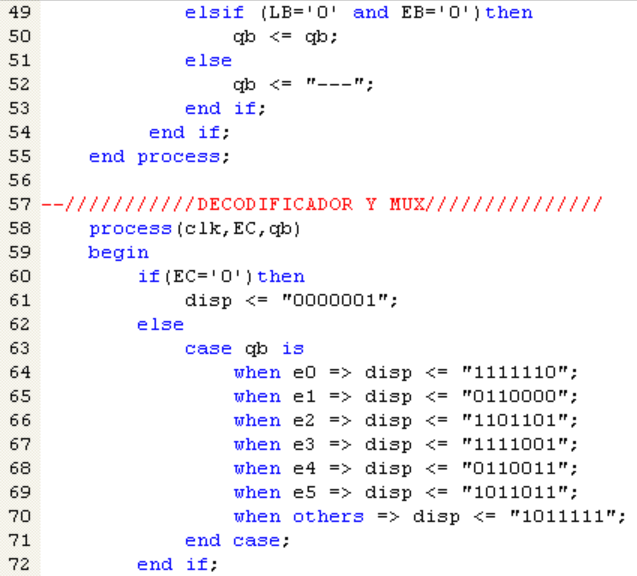 49 elsif (LB='0' and EB='0')then
50 qb <= qb;
51 else
52 qb <= "---";
53 end if;
54 end if;
55 end process;
56
57 --///////////DECODIFICADOR Y MUX///////////////
58 process(clk,EC,qb)
59 begin
60 if(EC='0')then
61 disp <= "0000001";
62 else
63 case qb is
64 when e0 => disp <= "1111110";
65 when e1 => disp <= "0110000";
66 when e2 => disp <= "1101101";
67 when e3 => disp <= "1111001";
68 when e4 => disp <= "0110011";
69 when e5 => disp <= "1011011";
70 when others => disp <= "1011111";
71 end case;
72 end if;